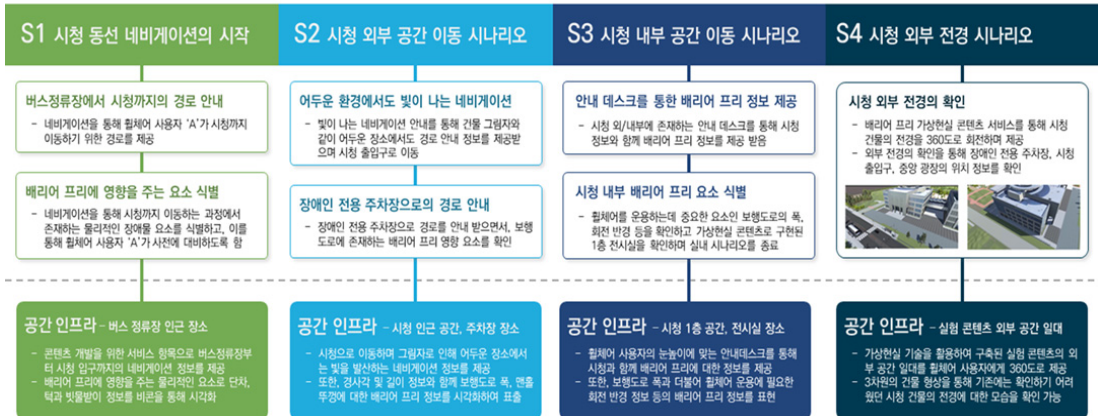 S1 시청 동선 네비게이션의 시작
버스정류장에서 시청까지의 경로 안내
- 네비게이션을 통해 휠체어 사용자 'A'가 시청까지
이동하기 위한 경로를 제공
배리어 프리에 영향을 주는 요소 식별
- 네비게이션을 통해 시청까지 이동하는 과정에서
존재하는 물리적인 장애물 요소를 식별하고, 이를
통해 휠체어 사용자 'A'가 사전에 대비하도록 함
공간 인프라 - 버스 정류장 인근 장소
- 콘텐츠 개발을 위한 서비스 항목으로 버스정류장부
터 시청 입구까지의 네비게이션 정보를 제공
- 배리어 프리에 영향을 주는 물리적인 요소로 단차,
턱과 빗물받이 정보를 비콘을 통해 시각화
S2 시청 외부 공간 이동 시나리오
어두운 환경에서도 빛이 나는 네비게이션
- 빛이 나는 네비게이션 안내를 통해 건물 그림자와
같이 어두운 장소에서도 경로 안내 정보를 제공받
으며 시청 출입구로 이동
장애인 전용 주차장으로의 경로 안내
- 장애인 전용 주차장으로 경로를 안내 받으면서, 보행
도로에 존재하는 배리어 프리 영향 요소를 확인
공간 인프라 - 시청 인근 공간, 주차장 장소
- 시청으로 이동하며 그림자로 인해 어두운 장소에서
는 빛을 발산하는 네비게이션 정보를 제공
- 또한, 경사각 및 길이 정보와 함께 보행도로 폭, 맨홀
뚜껑에 대한 배리어 프리 정보를 시각화하여 표출
S3 시청 내부 공간 이동 시나리오
안내 데스크를 통한 배리어 프리 정보 제공
- 시청 외/내부에 존재하는 안내 데스크를 통해 시청
정보와 함께 배리어 프리 정보를 제공 받음
시청 내부 배리어 프리 요소 식별
- 휠체어를 운용하는데 중요한 요소인 보행도로의 폭,
회전 반경 등을 확인하고 가상현실 콘텐츠로 구현된
1층 전시실을 확인하며 실내 시나리오를 종료
공간 인프라 - 시청 1층 공간, 전시실 장소
- 휠체어 사용자의 눈높이에 맞는 안내데스크를 통해
시청과 함께 배리어 프리에 대한 정보를 제공
- 또한, 보행도로 폭과 더불어 휠체어 운용에 필요한
회전 반경 정보 등의 배리어 프리 정보를 표현
S4 시청 외부 전경 시나리오
시청 외부 전경의 확인
- 배리어 프리 가상현실 콘텐츠 서비스를 통해 시청
건물의 전경을 360도로 회전하며 제공
- 외부 전경의 확인을 통해 장애인 전용 주차장, 시청
출입구, 중앙 광장의 위치 정보를 확인
공간 인프라 - 실험 콘텐츠 외부 공간 일대
- 가상현실 기술을 활용하여 구축된 실험 콘텐츠의 외
부 공간 일대를 휠체어 사용자에게 360도로 제공
- 3차원의 건물 형상을 통해 기존에는 확인하기 어려
웠던 시청 건물의 전경에 대한 모습을 확인 가능